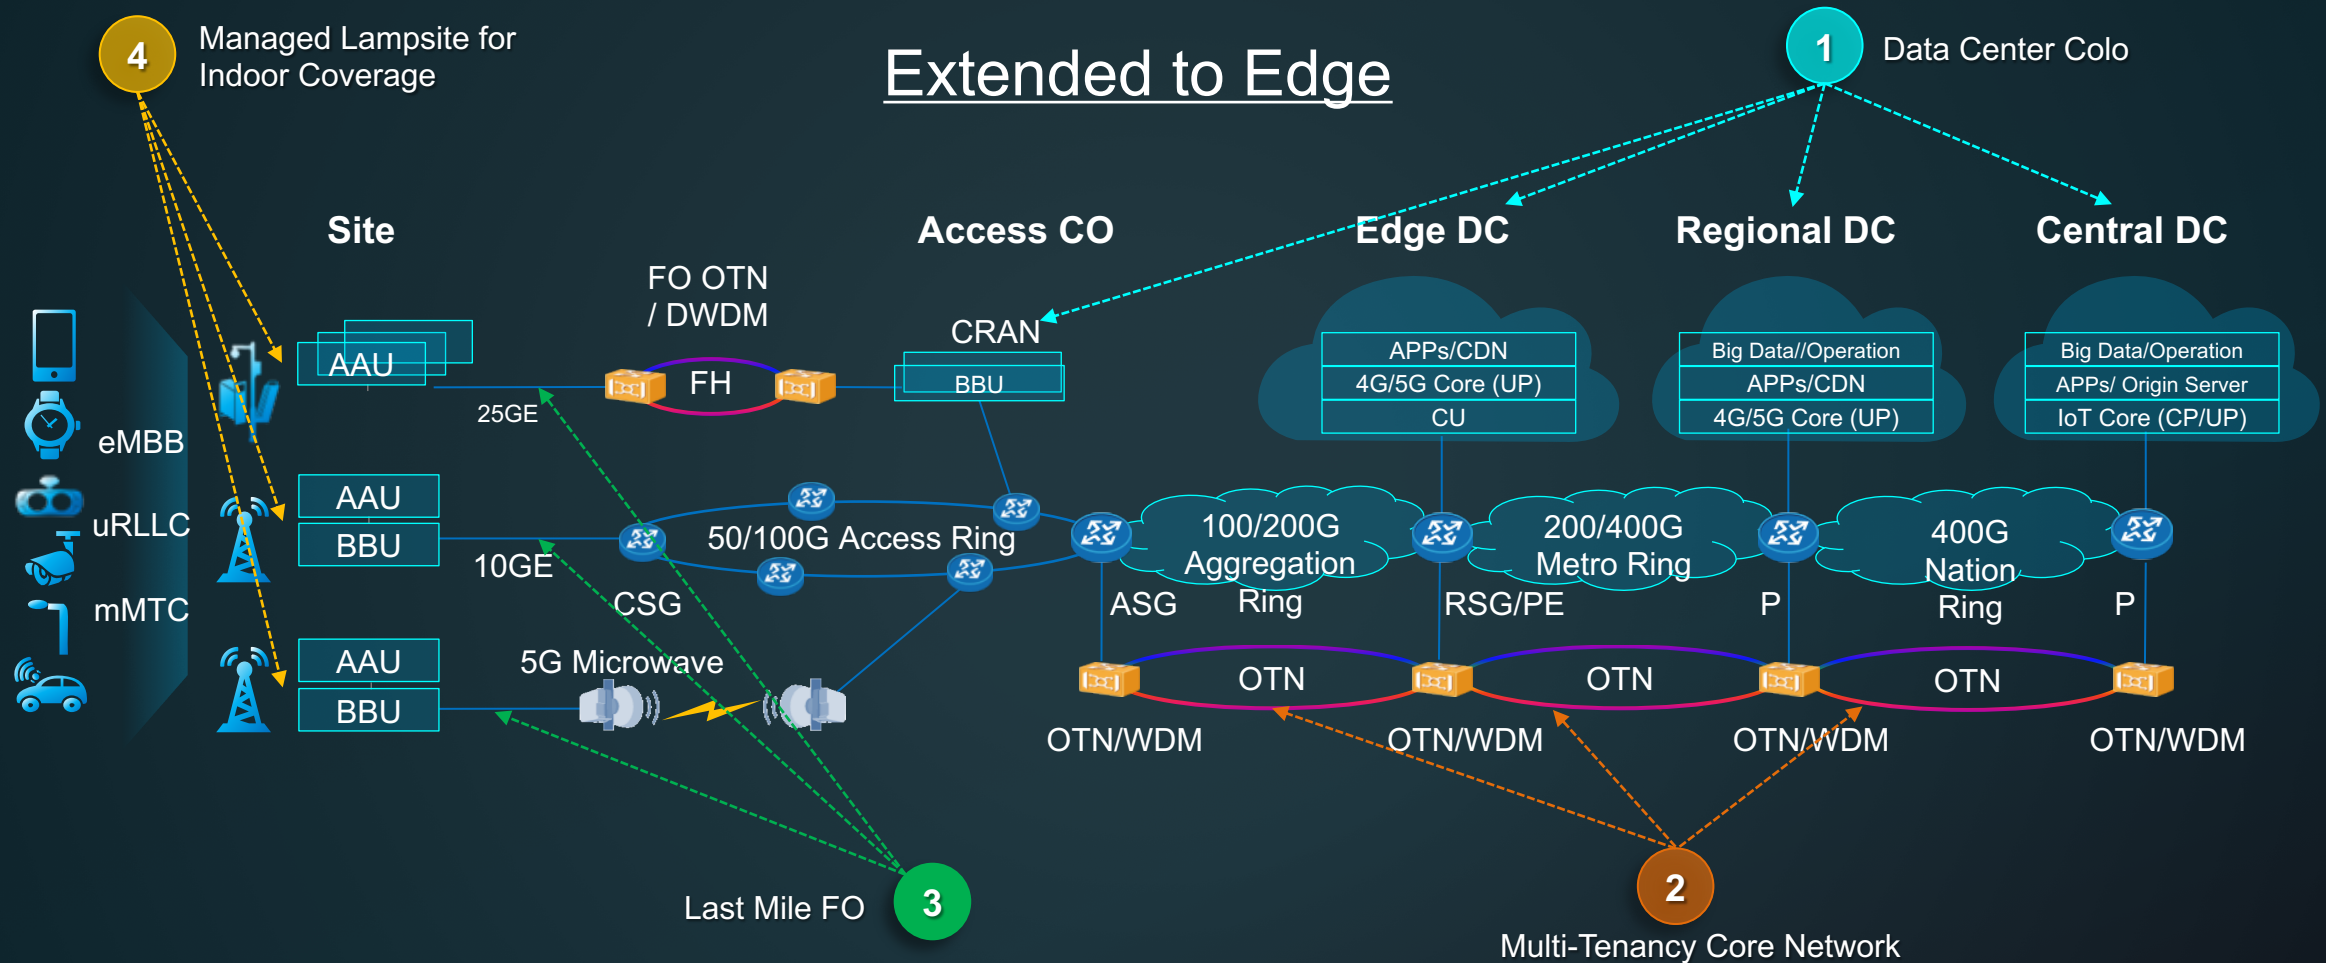 4
Managed Lampsite for
Indoor Coverage
Extended to Edge
1
Data Center Colo
Site
Access CO
Edge DC
Regional DC
Central DC
FO OTN
/ DWDM
CRAN
AAU
FH
BBU
25GE
APPs/CDN
4G/5G Core (UP)
CU
Big Data//Operation
APPs/CDN
4G/5G Core (UP)
Big Data/Operation
APPs/ Origin Server
IoT Core (CP/UP)
eMBB
uRLLC
mMTC
AAU
BBU
10GE
50/100G Access Ring
CSG
100/200G
Aggregation
Ring
200/400G
Metro Ring
400G
Nation
Ring
ASG
RSG/PE
P
P
AAU
BBU
5G Microwave
OTN
OTN
OTN
OTN/WDM
OTN/WDM
OTN/WDM
OTN/WDM
Last Mile FO
3
2
Multi-Tenancy Core Network